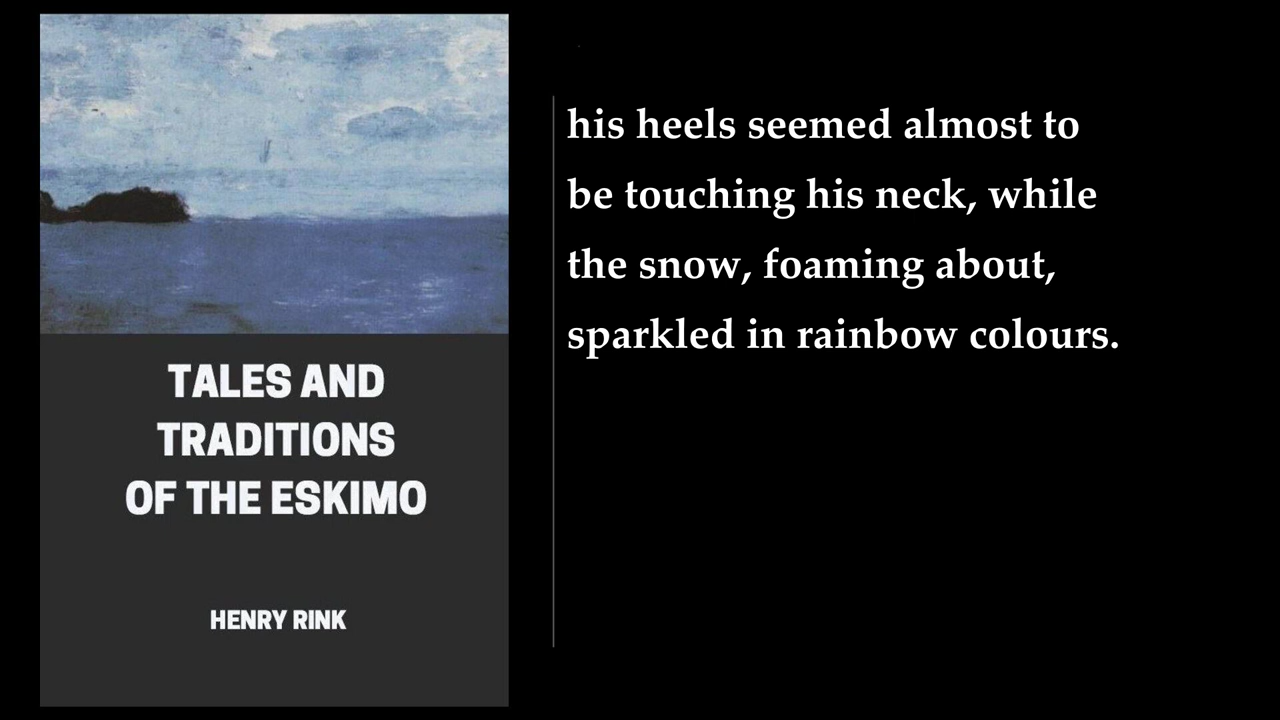 TALES AND
TRADITIONS
OF THE ESKIMO
HENRY RINK
his heels seemed almost to
be touching his neck, while
the snow, foaming about,
sparkled in rainbow colours.